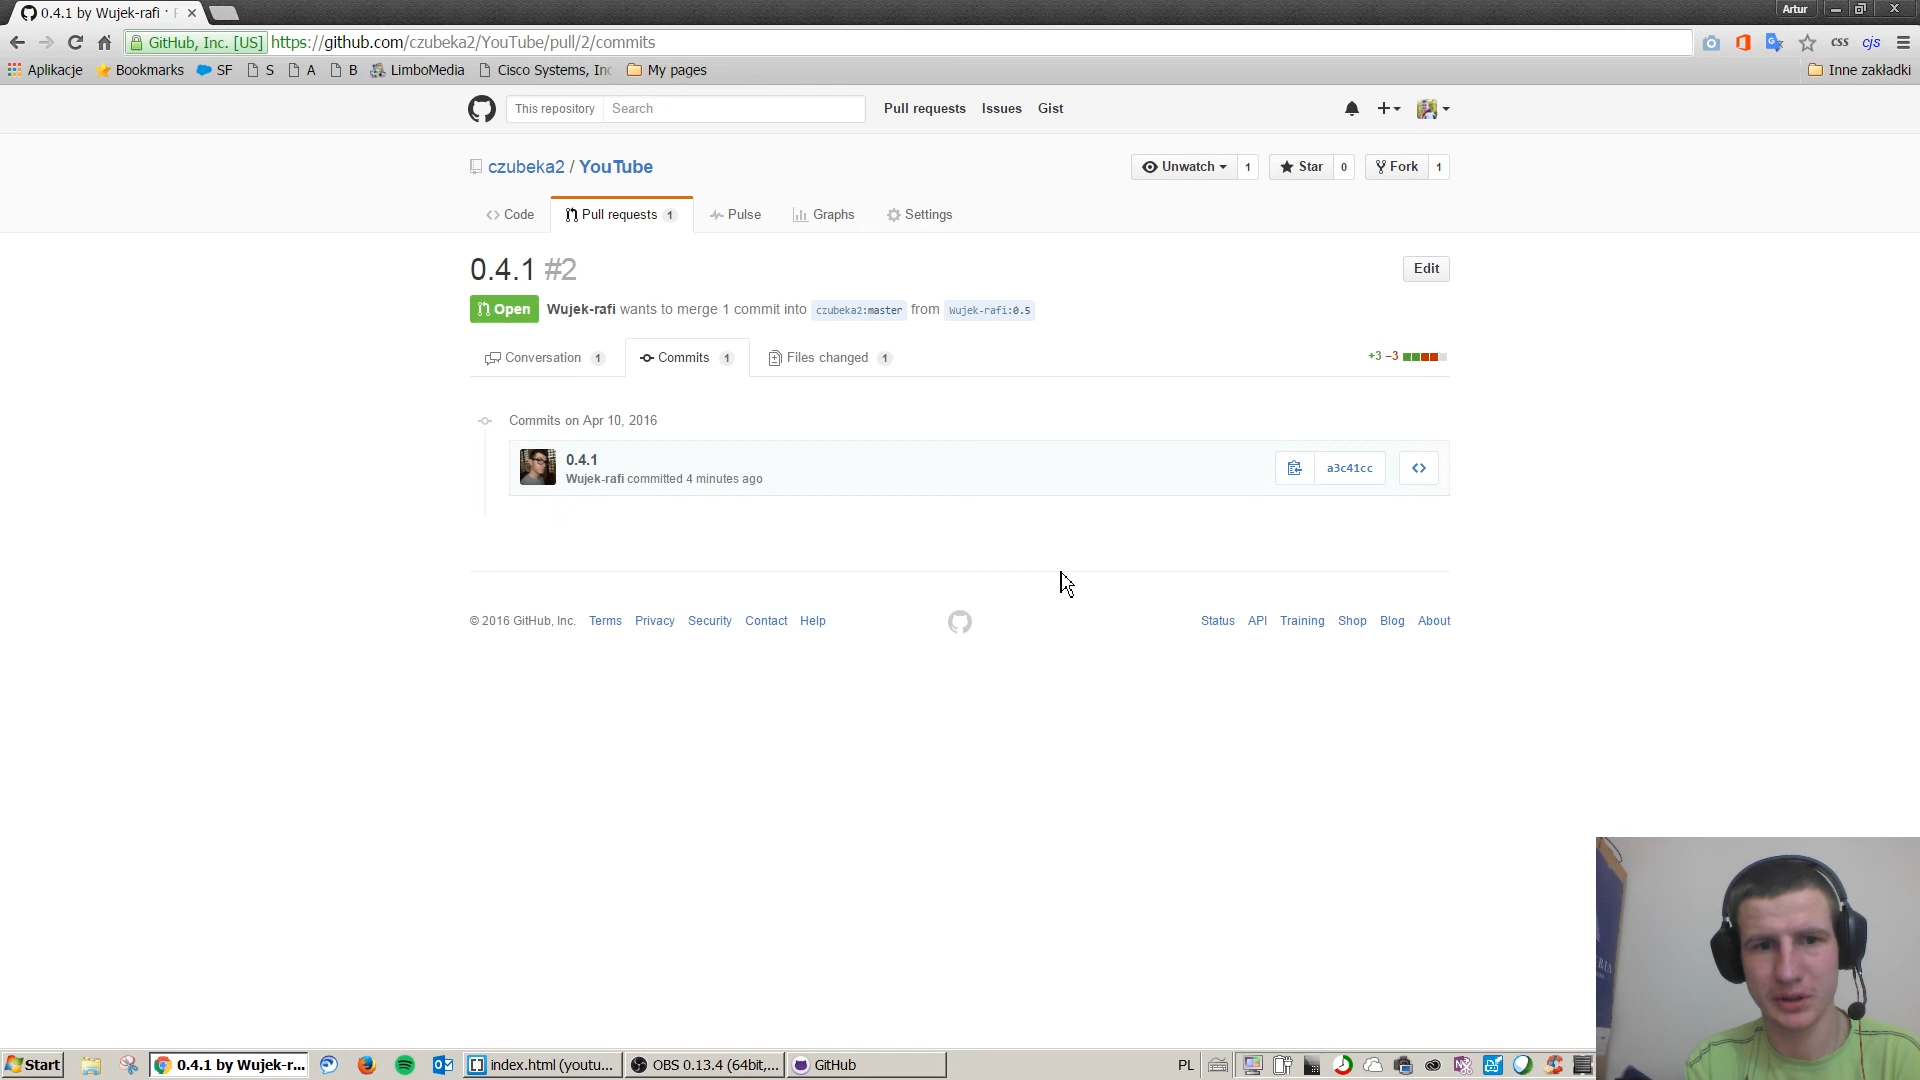 0.4.1 by Wujek-rafi ·
Artur
GitHub, Inc. [US] https://github.com/czubeka2/YouTube/pull/2/commits
css cjs
Aplikacje Bookmarks SF S A B LimboMedia Cisco Systems, Inc My pages Inne zakładki
This repository Search Pull requests Issues Gist
czubeka2 / YouTube Unwatch 1 Star 0 Fork 1
Code Pull requests 1 Pulse Graphs Settings
0.4.1 #2 Edit
Open Wujek-rafi wants to merge 1 commit into czubeka2:master from Wujek-rafi:0.5
Conversation 1 Commits 1 Files changed 1 +3 −3
Commits on Apr 10, 2016
0.4.1
Wujek-rafi committed 4 minutes ago
a3c41cc
© 2016 GitHub, Inc. Terms Privacy Security Contact Help Status API Training Shop Blog About
Start 0.4.1 by Wujek-r... index.html (youtu... OBS 0.13.4 (64bit,... GitHub PL